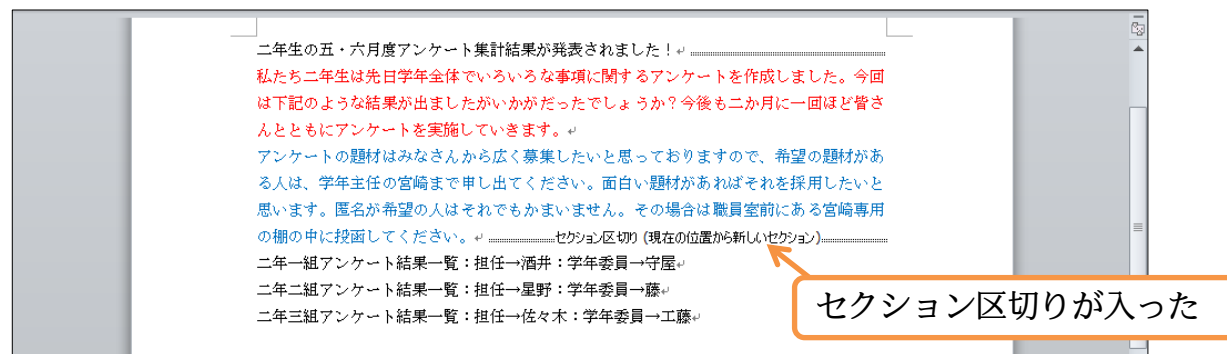 二年生の五・六月度アンケート集計結果が発表されました！
私たち二年生は先日学年全体でいろいろな事項に関するアンケートを作成しました。今回
は下記のような結果が出ましたがいかがだったでしょうか？今後も二か月に一回ほど皆さ
んとともにアンケートを実施していきます。
アンケートの題材はみなさんから広く募集したいと思っておりますので、希望の題材があ
る人は、学年主任の宮崎まで申し出てください。面白い題材があればそれを採用したいと
思います。匿名が希望の人はそれでもかまいません。その場合は職員室前にある宮崎専用
の棚の中に投函してください。セクション区切り (現在の位置から新しいセクション)
二年一組アンケート結果一覧：担任→酒井：学年委員→守屋
二年二組アンケート結果一覧：担任→星野：学年委員→藤
二年三組アンケート結果一覧：担任→佐々木：学年委員→工藤
セクション区切りが入った